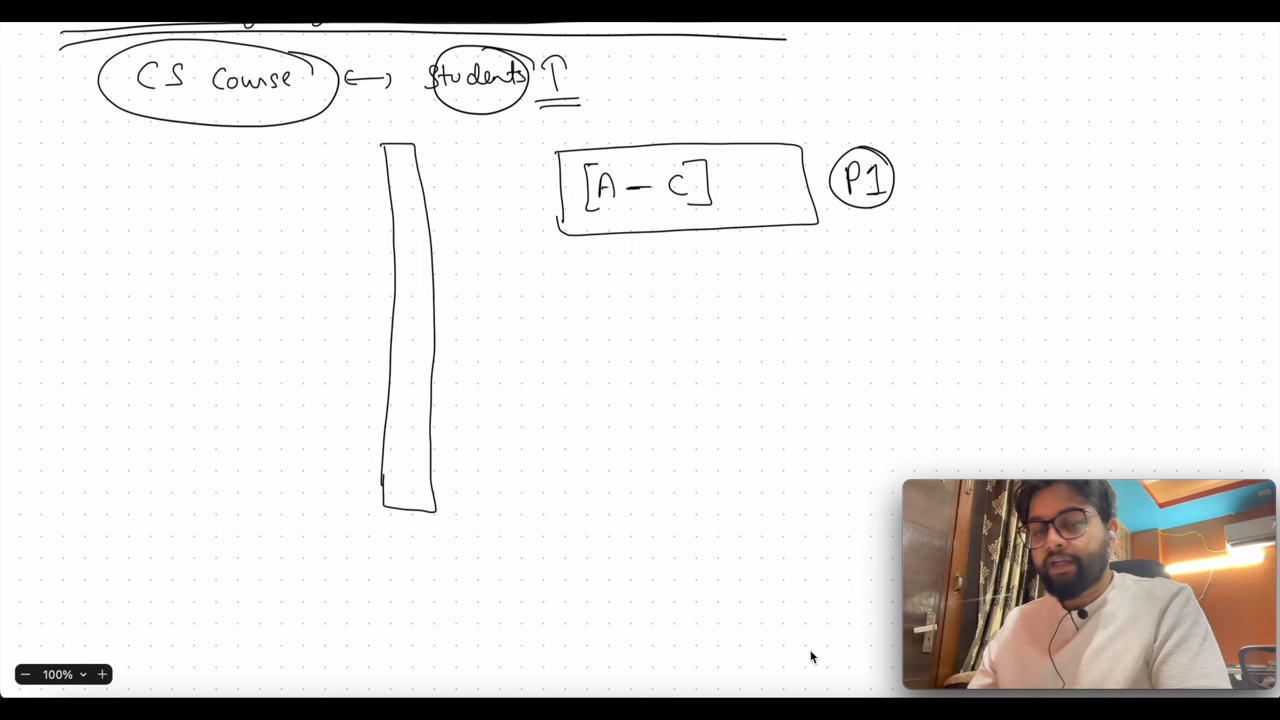 CS Course ↔ Students ↑
[A - C] P1
- 100% +